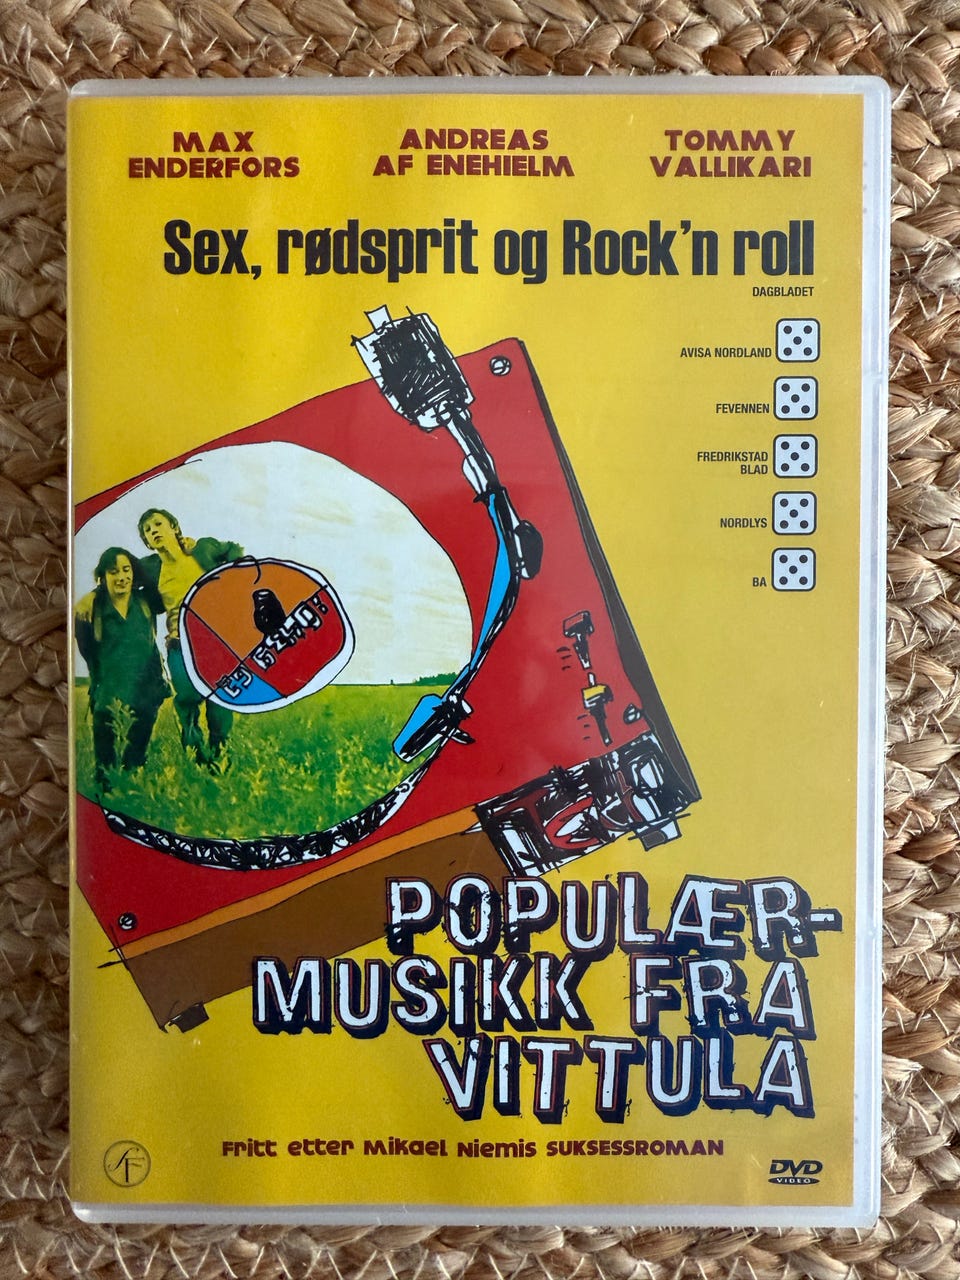 MAX
ENDERFORS
ANDREAS
AF ENEHIELM
TOMMY
VALLIKARI
Sex, rødsprit og Rock'n roll
DAGBLADET
AVISA NORDLAND
FEVENNEN
FREDRIKSTAD
BLAD
NORDLYS
BA
POPULÆR-
MUSIKK FRA
VITTULA
Fritt etter Mikael Niemis SUKSESSROMAN
SF
DVD
VIDEO